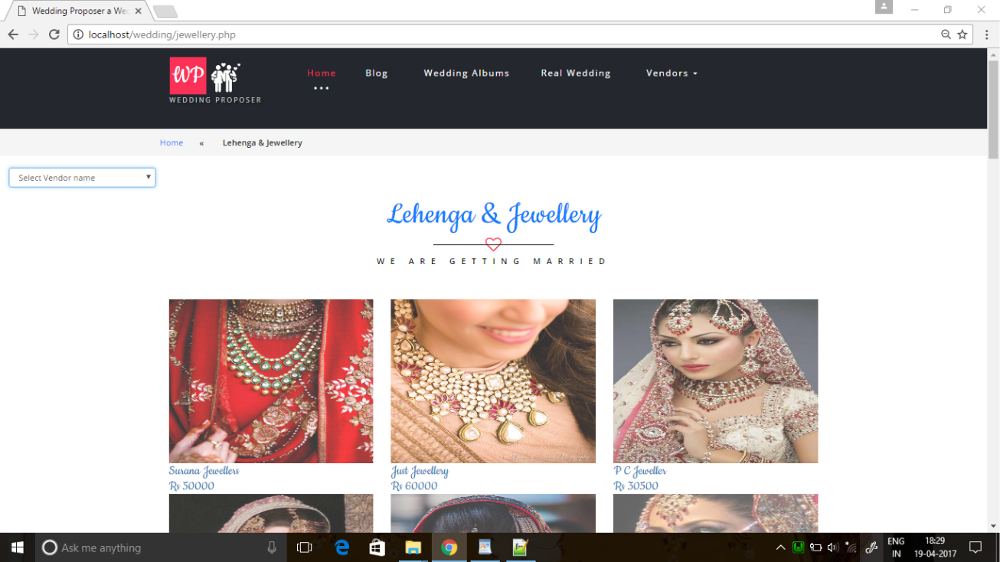 Wedding Proposer a We
localhost/wedding/jewellery.php
WP
WEDDING PROPOSER
Home
Blog
Wedding Albums
Real Wedding
Vendors
Home « Lehenga & Jewellery
Select Vendor name
Lehenga & Jewellery
WE ARE GETTING MARRIED
Surana Jewellers
Rs 50000
Just Jewellery
Rs 60000
P C Jeweller
Rs 30500
Ask me anything
ENG
IN
18:29
19-04-2017